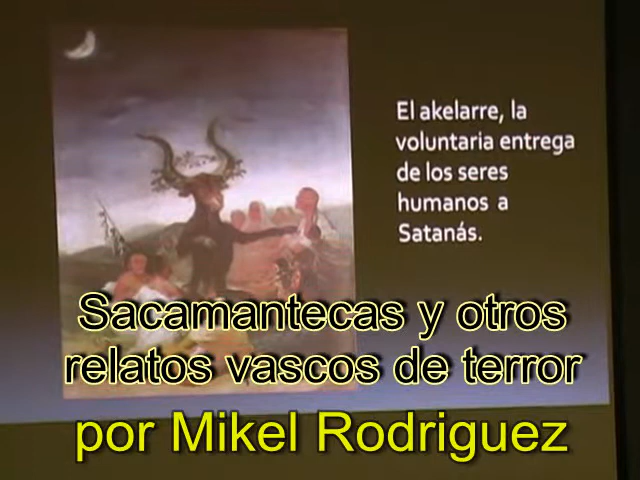 El akelarre, la
voluntaria entrega
de los seres
humanos a
Satanás.
Sacamantecas y otros
relatos vascos de terror
por Mikel Rodriguez